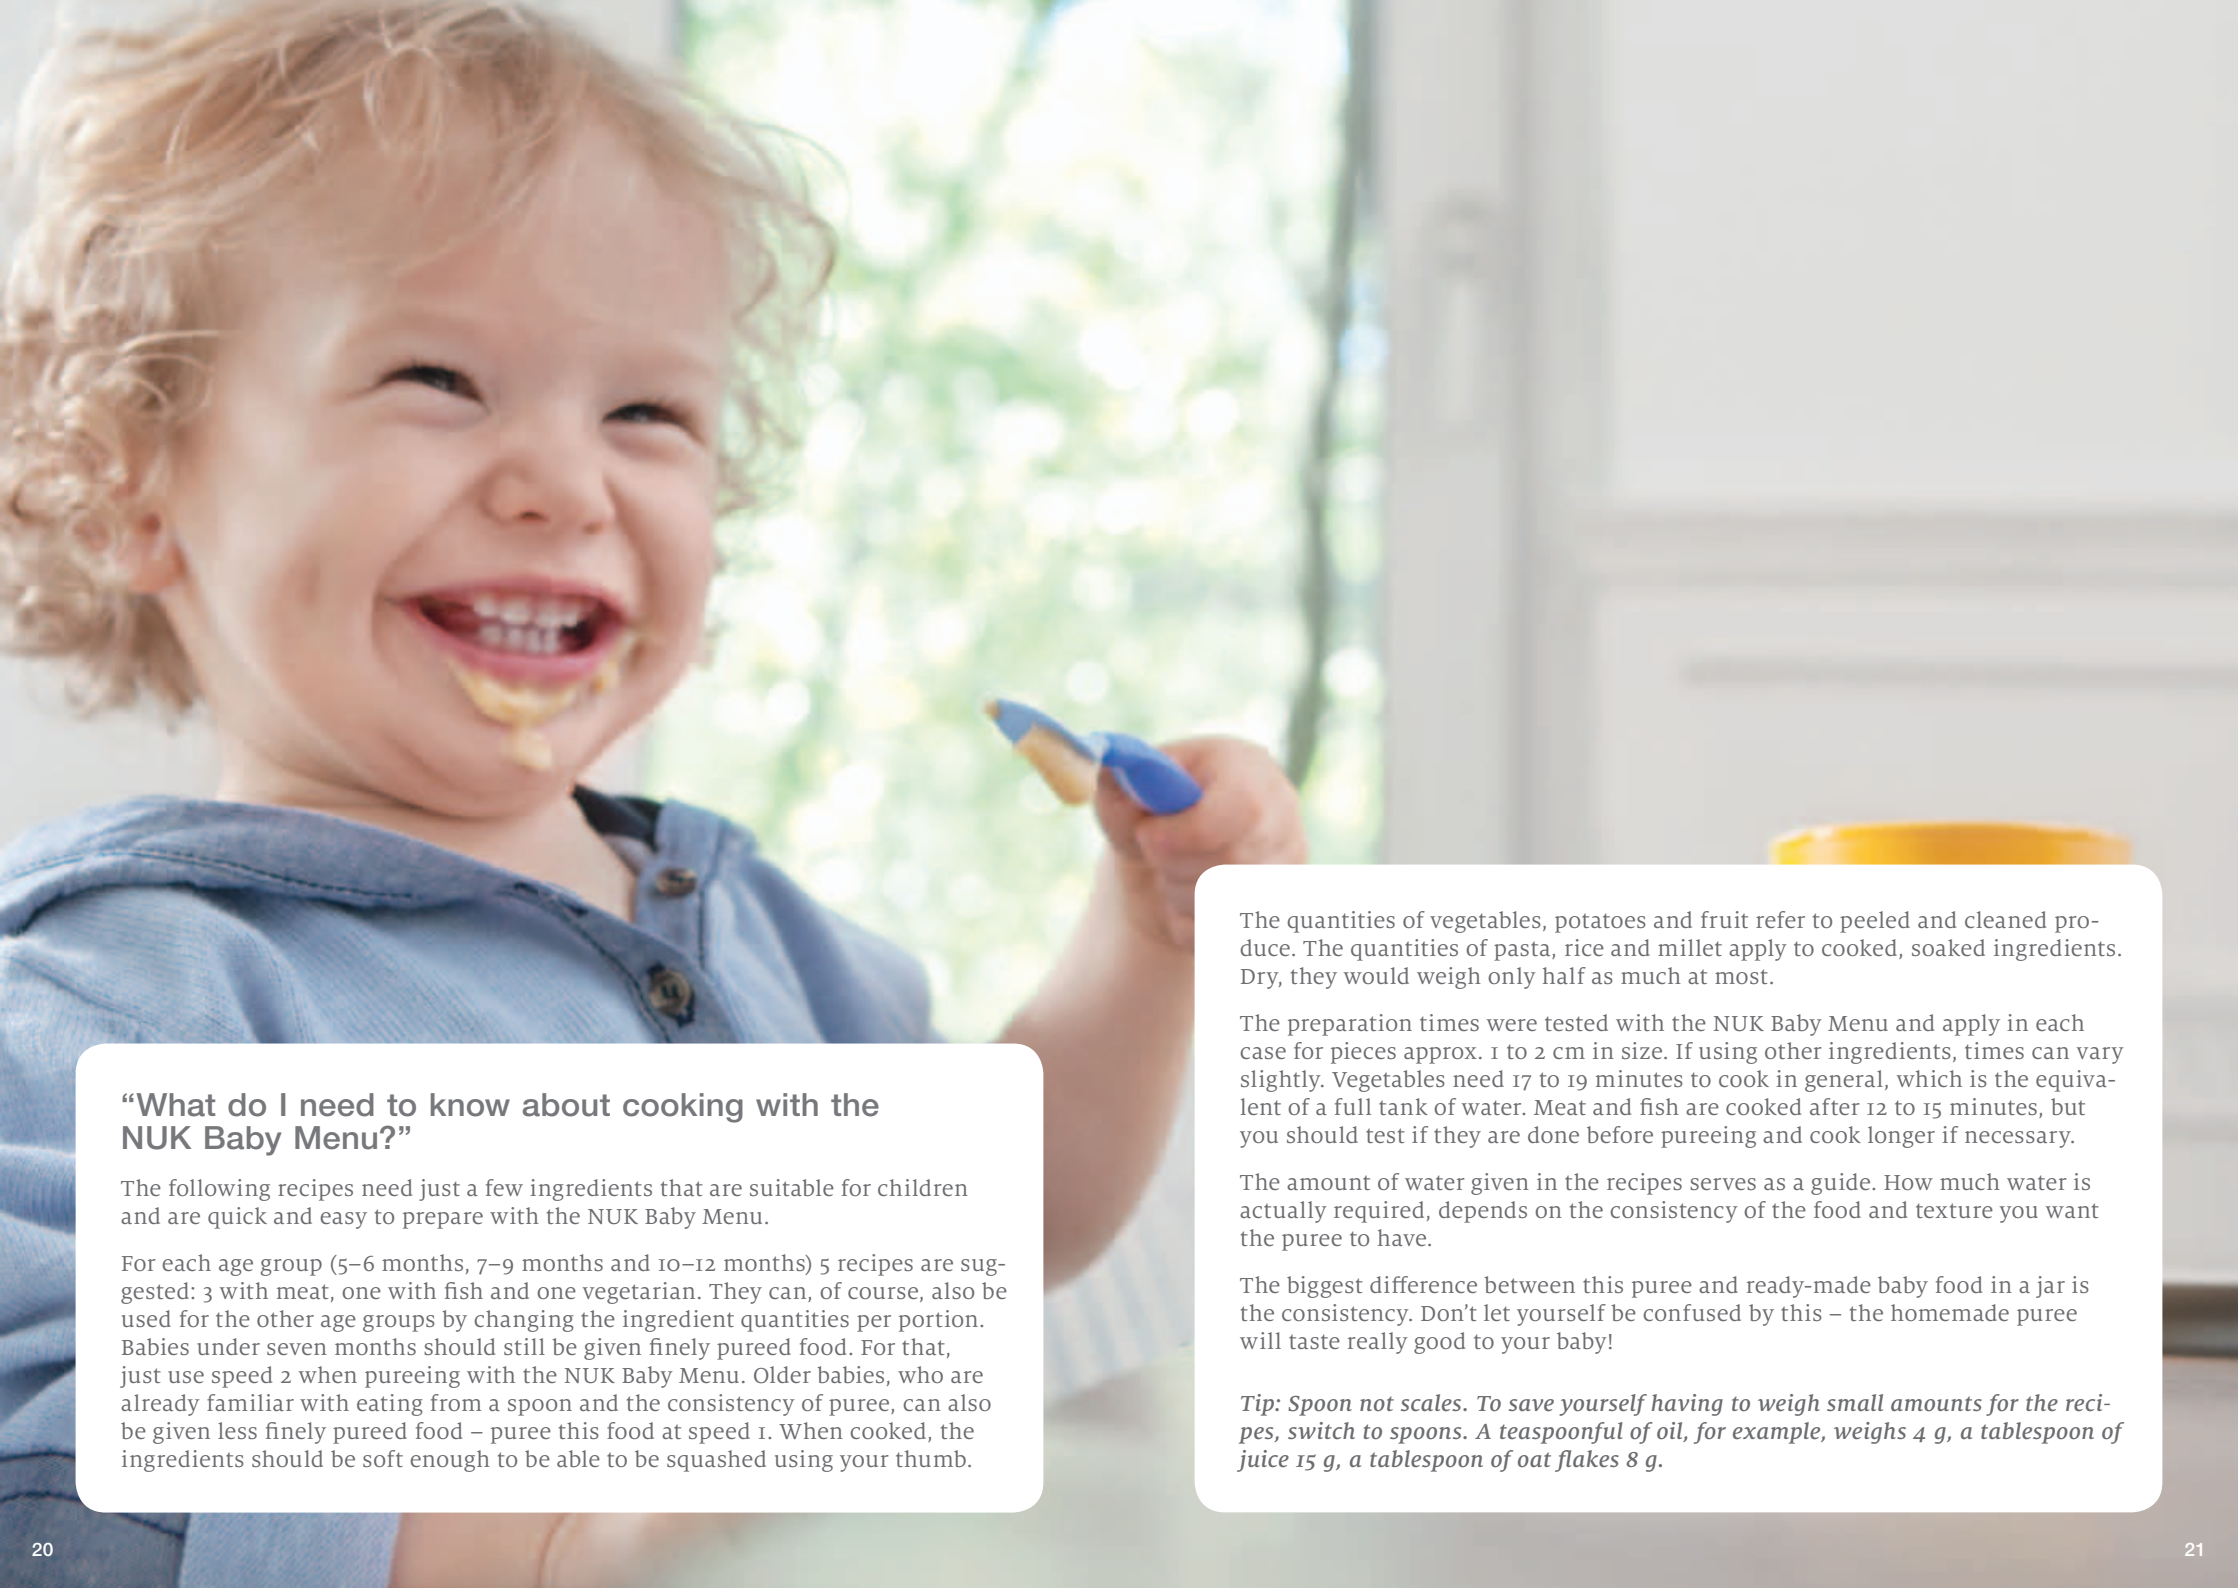 “What do I need to know about cooking with the
NUK Baby Menu?”
The following recipes need just a few ingredients that are suitable for children
and are quick and easy to prepare with the NUK Baby Menu.
For each age group (5–6 months, 7–9 months and 10–12 months) 5 recipes are sug-
gested: 3 with meat, one with fish and one vegetarian. They can, of course, also be
used for the other age groups by changing the ingredient quantities per portion.
Babies under seven months should still be given finely pureed food. For that,
just use speed 2 when pureeing with the NUK Baby Menu. Older babies, who are
already familiar with eating from a spoon and the consistency of puree, can also
be given less finely pureed food – puree this food at speed 1. When cooked, the
ingredients should be soft enough to be able to be squashed using your thumb.
20
The quantities of vegetables, potatoes and fruit refer to peeled and cleaned pro-
duce. The quantities of pasta, rice and millet apply to cooked, soaked ingredients.
Dry, they would weigh only half as much at most.
The preparation times were tested with the NUK Baby Menu and apply in each
case for pieces approx. 1 to 2 cm in size. If using other ingredients, times can vary
slightly. Vegetables need 17 to 19 minutes to cook in general, which is the equiva-
lent of a full tank of water. Meat and fish are cooked after 12 to 15 minutes, but
you should test if they are done before pureeing and cook longer if necessary.
The amount of water given in the recipes serves as a guide. How much water is
actually required, depends on the consistency of the food and texture you want
the puree to have.
The biggest difference between this puree and ready-made baby food in a jar is
the consistency. Don’t let yourself be confused by this – the homemade puree
will taste really good to your baby!
Tip: Spoon not scales. To save yourself having to weigh small amounts for the reci-
pes, switch to spoons. A teaspoonful of oil, for example, weighs 4 g, a tablespoon of
juice 15 g, a tablespoon of oat flakes 8 g.
21